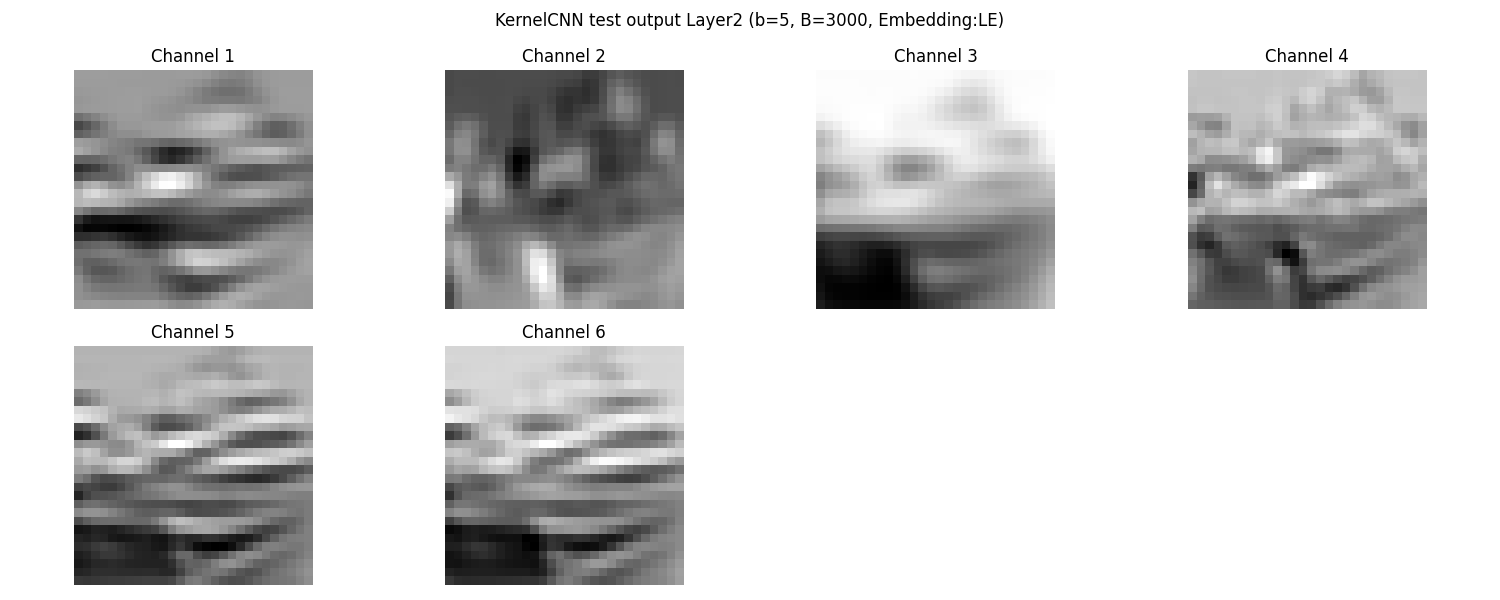 KernelCNN test output Layer2 (b=5, B=3000, Embedding:LE)
Channel 1
Channel 2
Channel 3
Channel 4
Channel 5
Channel 6